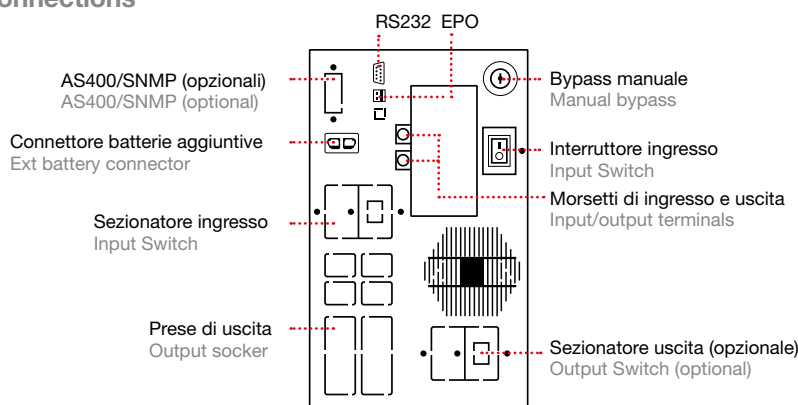 RS232 EPO
AS400/SNMP (opzionali)
AS400/SNMP (optional)
Connettore batterie aggiuntive
Ext battery connector
Sezionatore ingresso
Input Switch
Prese di uscita
Output socker
Bypass manuale
Manual bypass
Interruttore ingresso
Input Switch
Morsetti di ingresso e uscita
Input/output terminals
Sezionatore uscita (opzionale)
Output Switch (optional)